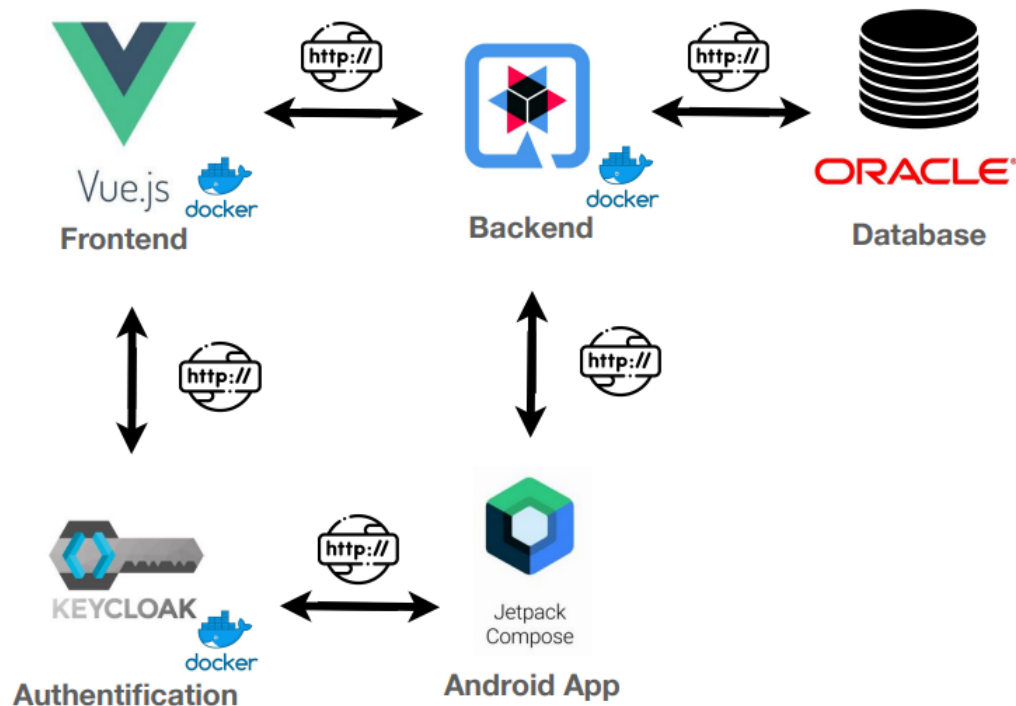 http://
http://
Vue.js
docker
Frontend
docker
Backend
ORACLE
Database
http://
http://
http://
KEYCLOAK
docker
Authentification
Jetpack
Compose
Android App